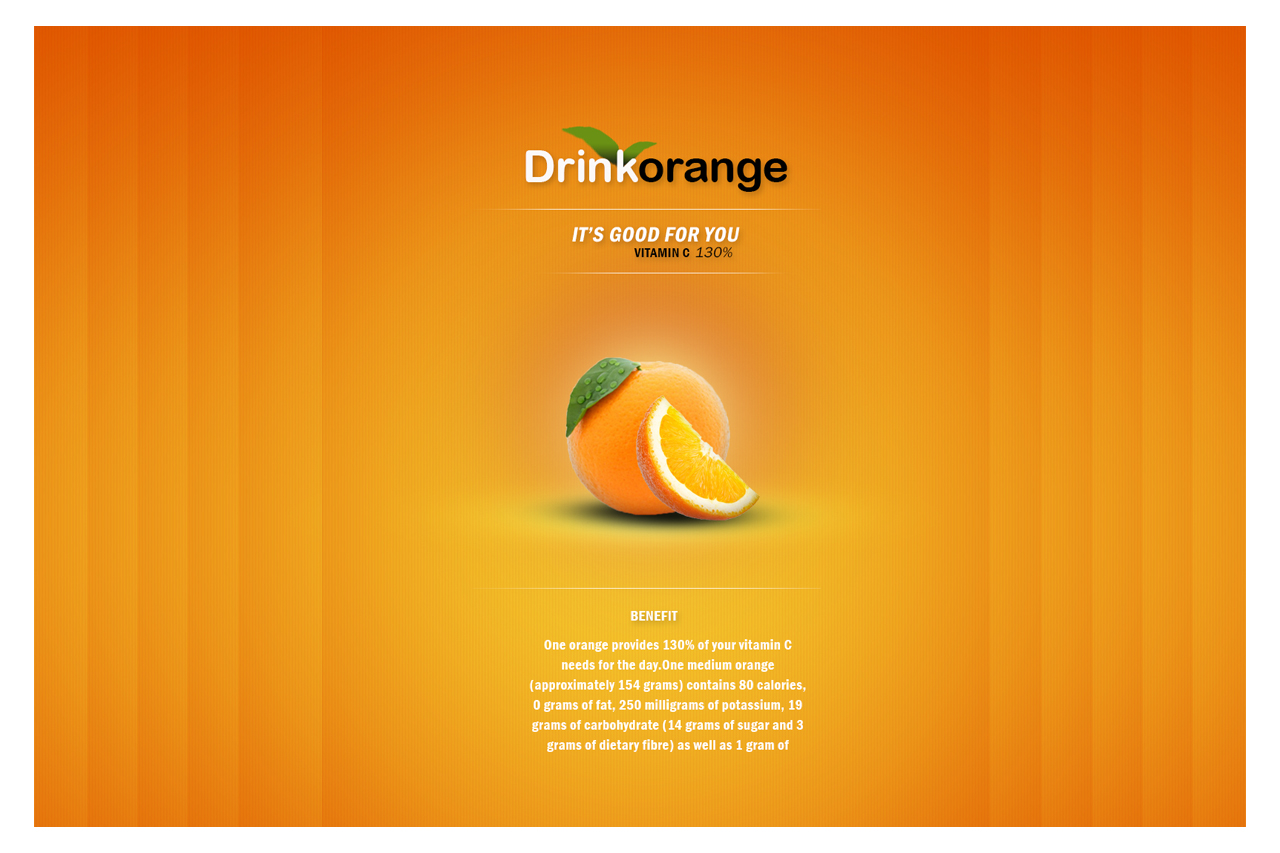 Drinkorange
IT'S GOOD FOR YOU
VITAMIN C 130%
BENEFIT
One orange provides 130% of your vitamin C
needs for the day.One medium orange
(approximately 154 grams) contains 80 calories,
0 grams of fat, 250 milligrams of potassium, 19
grams of carbohydrate (14 grams of sugar and 3
grams of dietary fibre) as well as 1 gram of